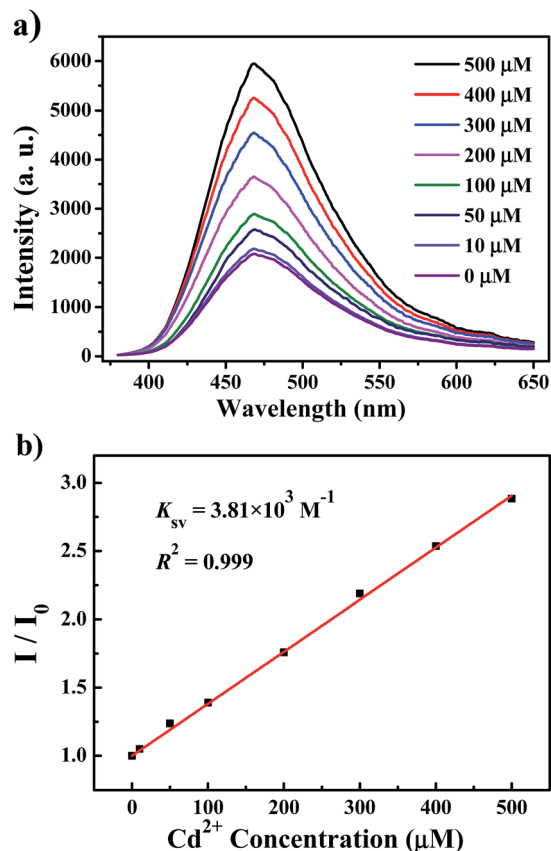 a)
6000
5000
4000
3000
2000
1000
0
Intensity (a. u.)
500 μM
400 μM
300 μM
200 μM
100 μM
50 μM
10 μM
0 μM
400 450 500 550 600 650
Wavelength (nm)
b)
3.0
2.5
2.0
1.5
1.0
I / I₀
K_sv = 3.81×10³ M⁻¹
R² = 0.999
0 100 200 300 400 500
Cd²⁺ Concentration (μM)